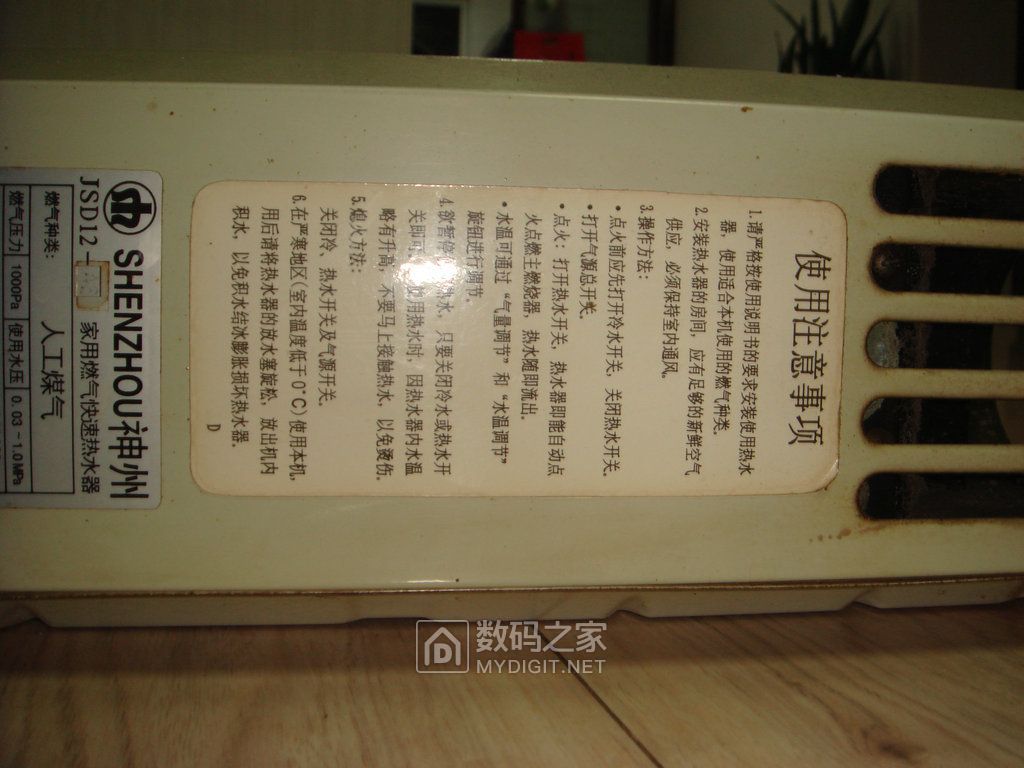 使用注意事项
1.请严格按使用说明书的要求安装使用热水
器，使用适合本机使用的燃气种类。
2.安装热水器的房间，应有足够的新鲜空气
供应，必须保持室内通风。
3.操作方法：
•点火前应先打开冷水开关，关闭热水开关。
•打开气源总开关。
•点火：打开热水开关，热水器即能自动点
火点燃主燃烧器，热水随即流出。
•水温可通过“气量调节”和“水温调节”
旋钮进行调节。
4.欲暂停 热水，只要关闭冷水或热水开
关即可 使用热水时，因热水器内水温
略有升高，不要马上接触热水，以免烫伤。
5.熄火方法：
关闭冷、热水开关及气源开关。
6.在严寒地区(室内温度低于0°C)使用本机，
用后请将热水器的放水塞旋松，放出机内
积水，以免积水结冰膨胀损坏热水器。
D
SHENZHOU神州
JSD12- 家用燃气快速热水器
燃气种类： 人工煤气
燃气压力 1000Pa 使用水压 0.03-1.0MPa
数码之家
MYDIGIT.NET